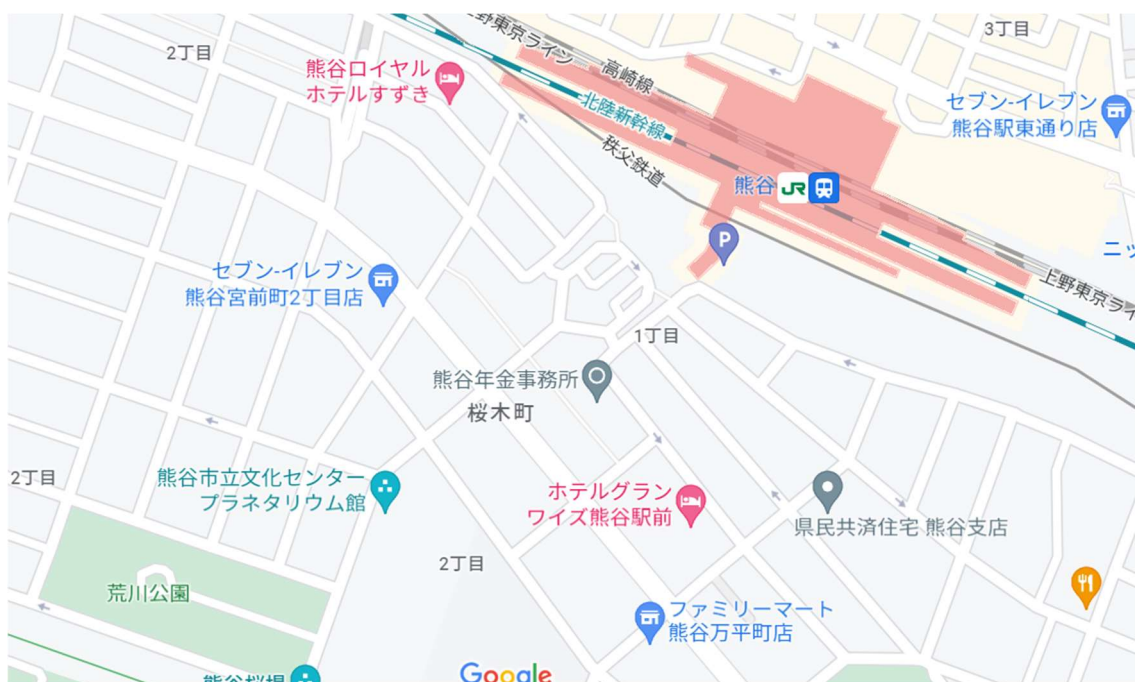 上野東京ライン
3丁目
2丁目
熊谷ロイヤル
ホテルすずき
高崎線
北陸新幹線
秩父鉄道
セブン-イレブン
熊谷駅東通り店
熊谷
JR
P
ニッ
セブン-イレブン
熊谷宮前町2丁目店
上野東京ライ
1丁目
熊谷年金事務所
桜木町
2丁目
熊谷市立文化センター
プラネタリウム館
ホテルグラン
ワイズ熊谷駅前
県民共済住宅 熊谷支店
2丁目
荒川公園
ファミリーマート
熊谷万平町店
Google
熊谷桜堤